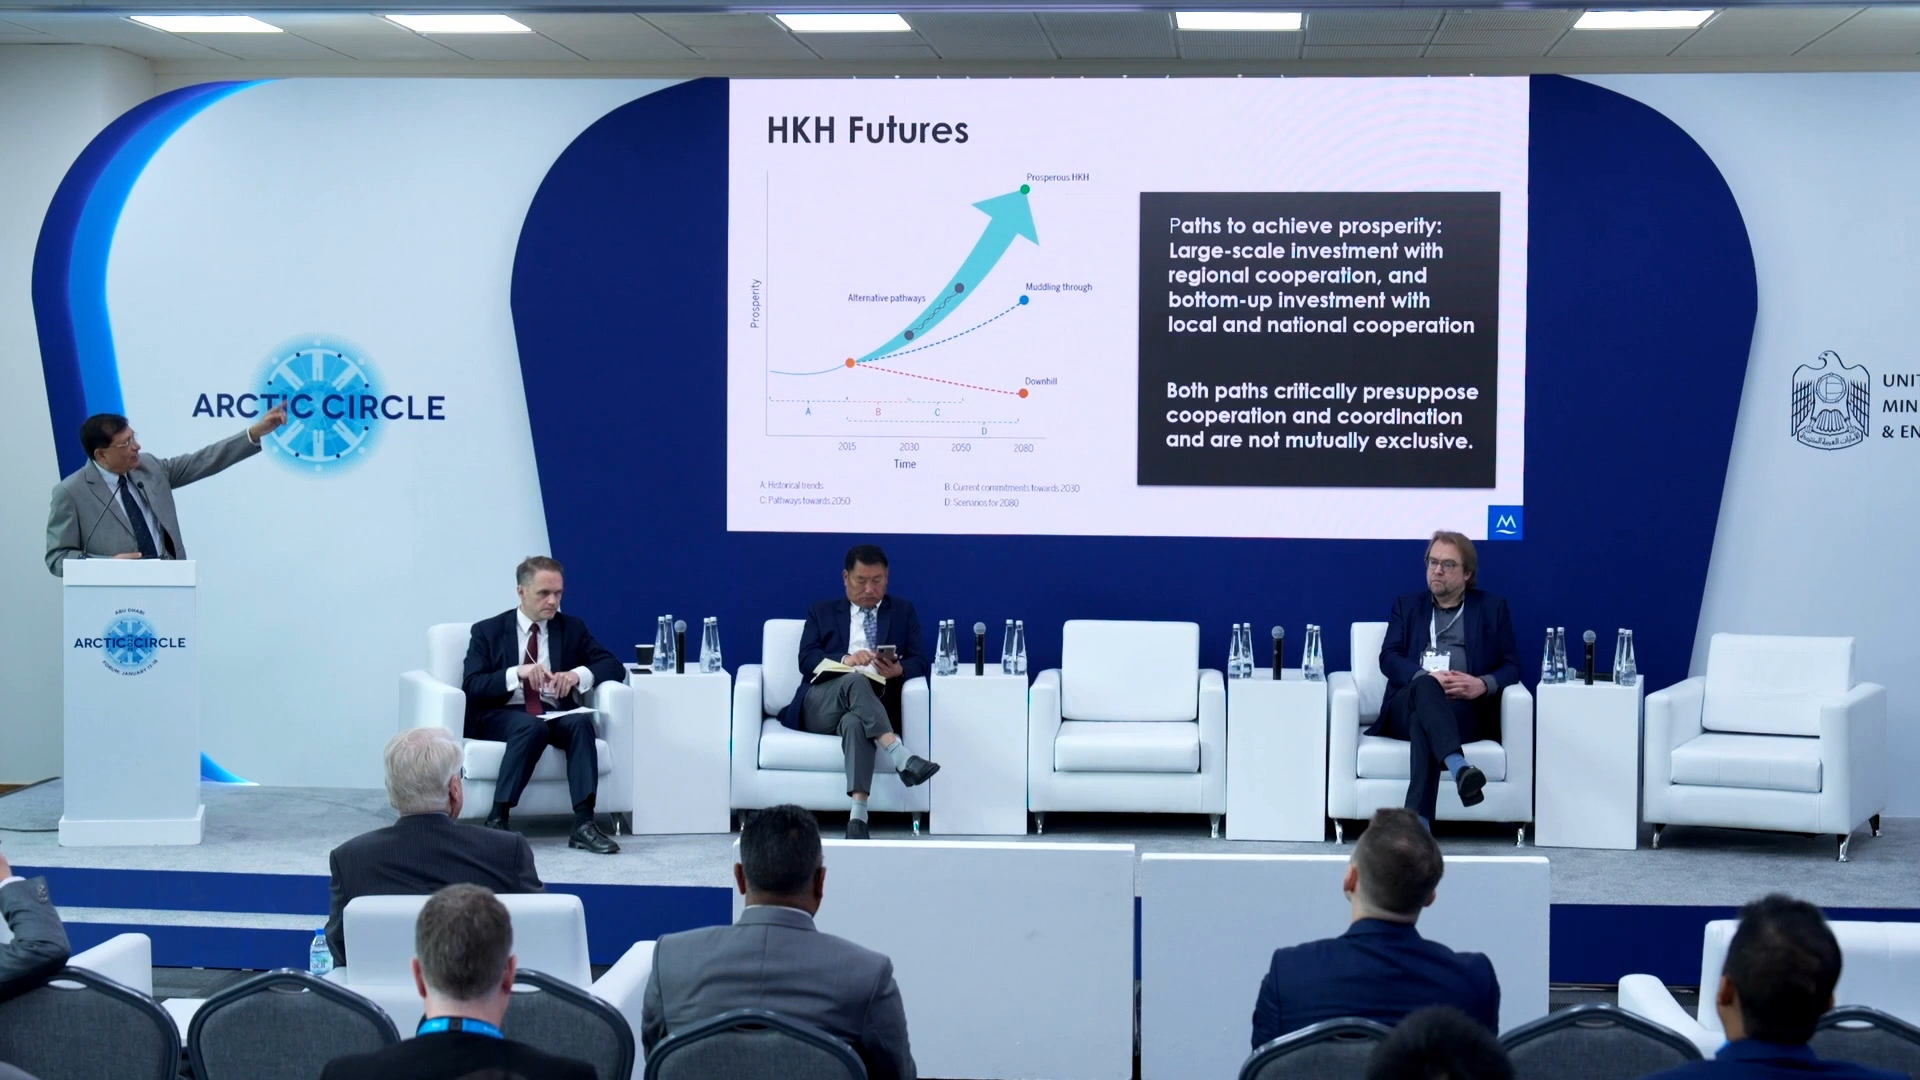 HKH Futures
Prosperous HKH
Muddling through
Alternative pathways
Downhill
Prosperity
A
B
C
D
2015
2030
2050
2080
Time
A: Historical trends
B: Current commitments towards 2030
C: Pathways towards 2050
D: Scenarios for 2080
Paths to achieve prosperity:
Large-scale investment with
regional cooperation, and
bottom-up investment with
local and national cooperation
Both paths critically presuppose
cooperation and coordination
and are not mutually exclusive.
ARCTIC CIRCLE
UNIT
MIN
& EN
ABU DHABI
ARCTIC CIRCLE